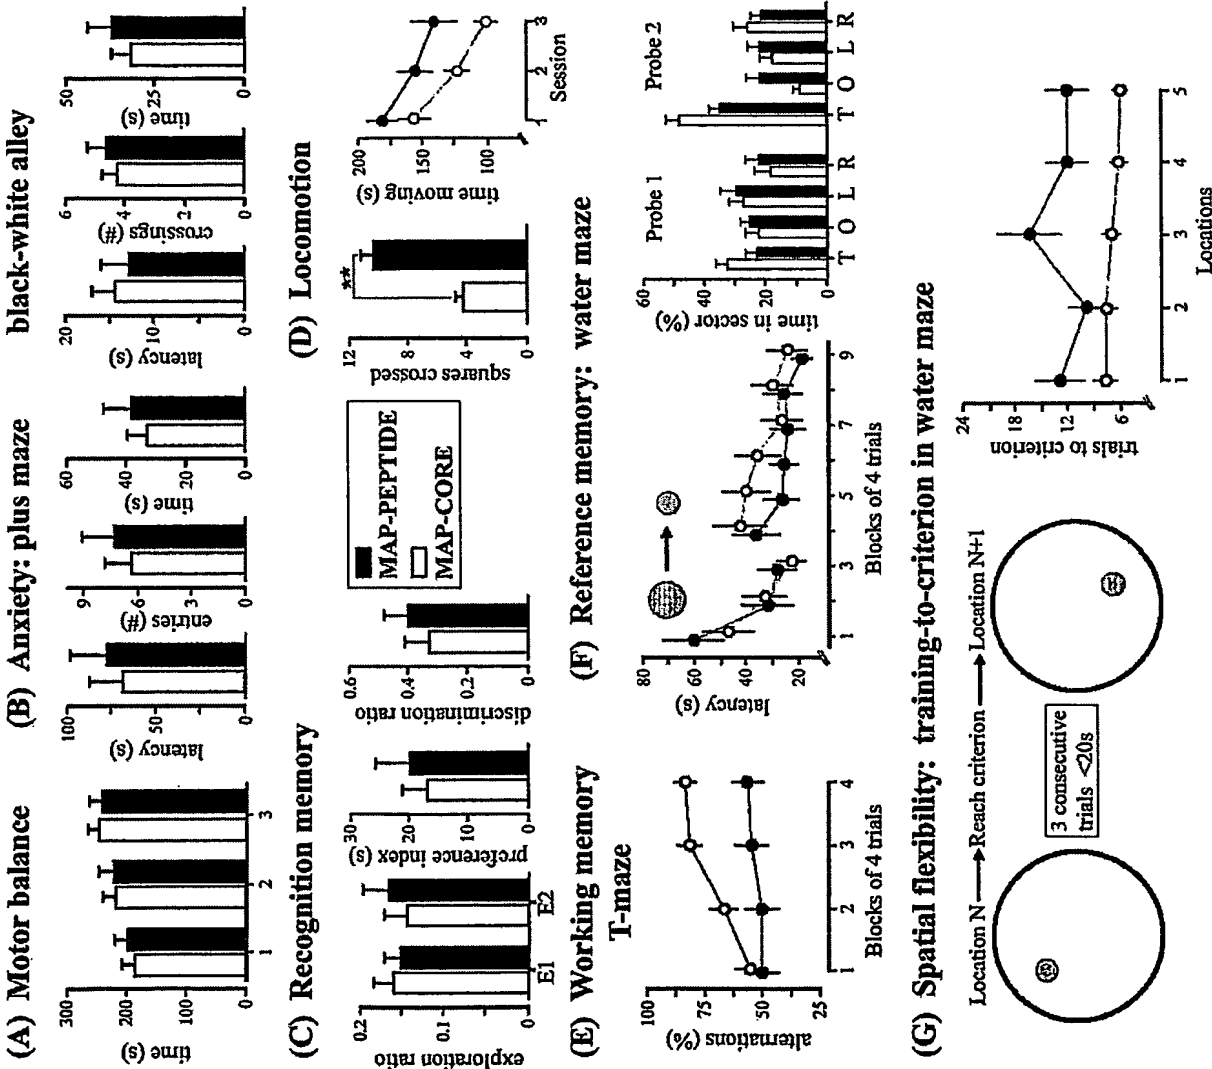 (A) Motor balance
time (s)
300
200
100
0
1
2
3
(B) Anxiety: plus maze
latency (s)
100
50
0
entries (#)
9
6
3
0
time (s)
60
40
20
0
black-white alley
latency (s)
20
10
0
crossings (#)
6
4
2
0
time (s)
50
25
0
(C) Recognition memory
exploration ratio
0.2
0.1
0
E1
E2
preference index (s)
30
20
10
0
discrimination ratio
0.6
0.4
0.2
0
MAP-PEPTIDE
MAP-CORE
(D) Locomotion
squares crossed
12
8
4
0
**
time moving (s)
200
150
100
1
2
3
Session
(E) Working memory
T-maze
alternations (%)
100
75
50
25
1
2
3
4
Blocks of 4 trials
(F) Reference memory: water maze
latency (s)
80
60
40
20
1
3
5
7
9
Blocks of 4 trials
time in sector (%)
60
40
20
0
Probe 1
Probe 2
T O L R
T O L R
(G) Spatial flexibility: training-to-criterion in water maze
Location N Reach criterion Location N+1
3 consecutive
trials <20s
trials to criterion
24
18
12
6
1
2
3
4
5
Locations